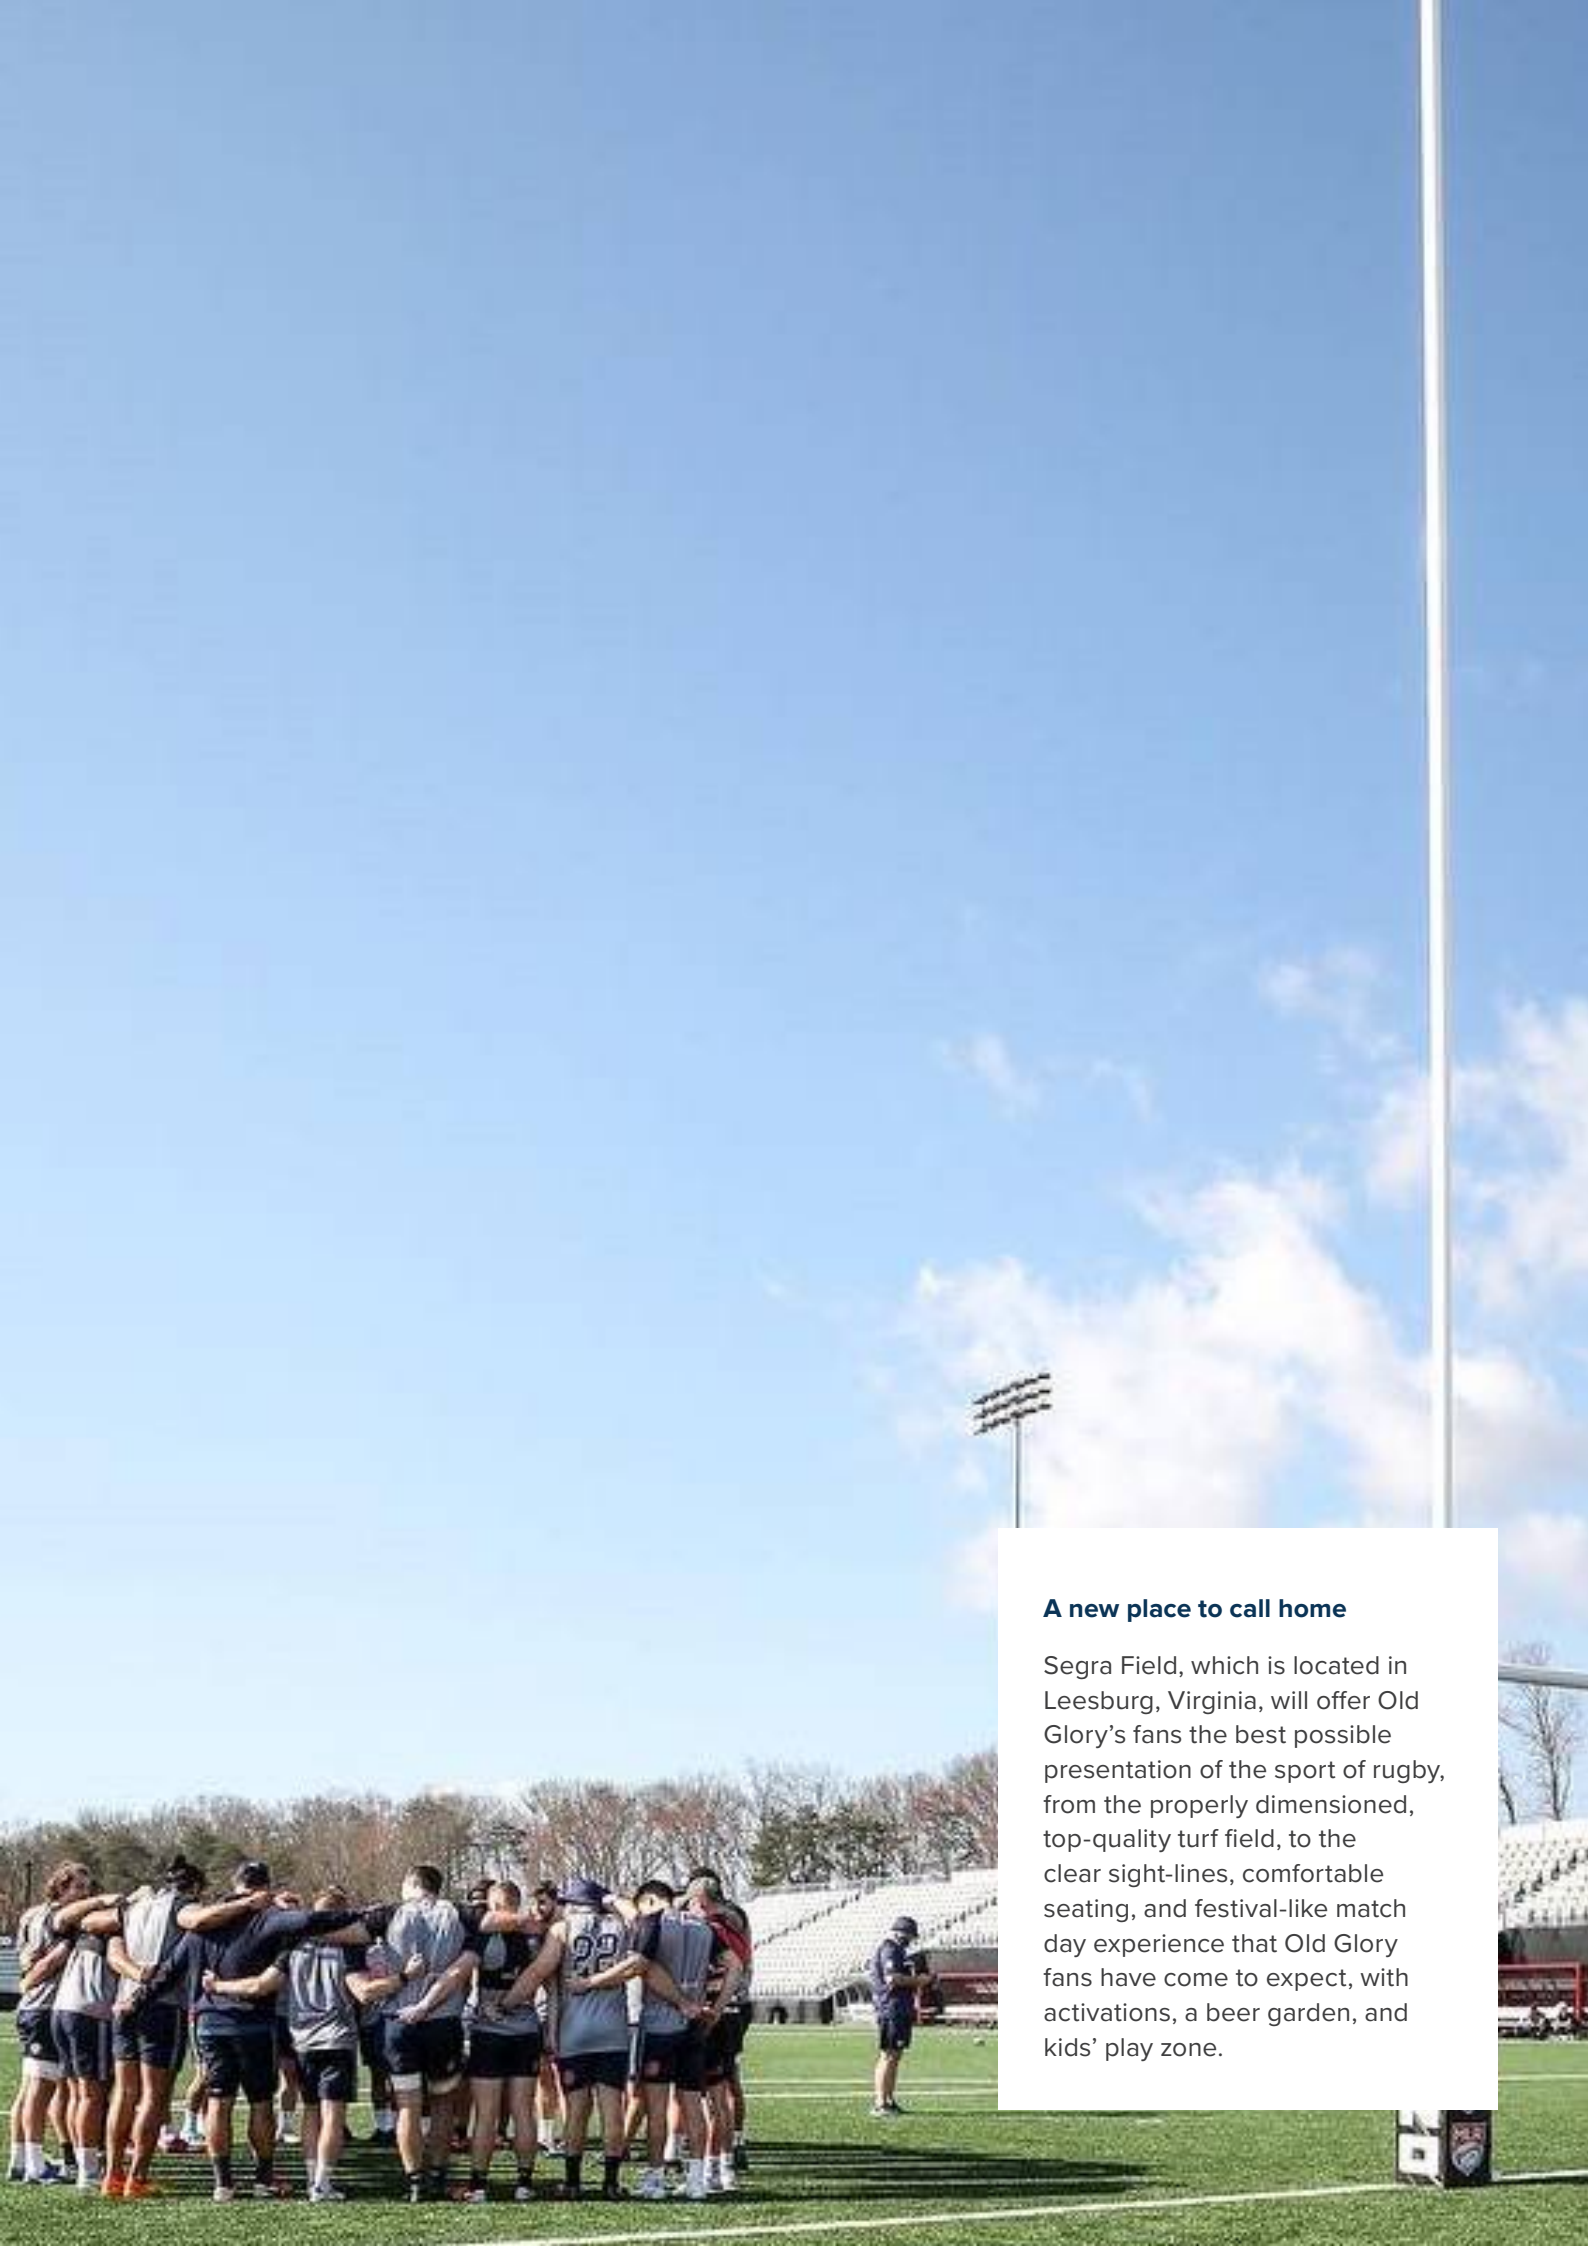 A new place to call home
Segra Field, which is located in
Leesburg, Virginia, will offer Old
Glory’s fans the best possible
presentation of the sport of rugby,
from the properly dimensioned,
top-quality turf field, to the
clear sight-lines, comfortable
seating, and festival-like match
day experience that Old Glory
fans have come to expect, with
activations, a beer garden, and
kids’ play zone.
22
MLR